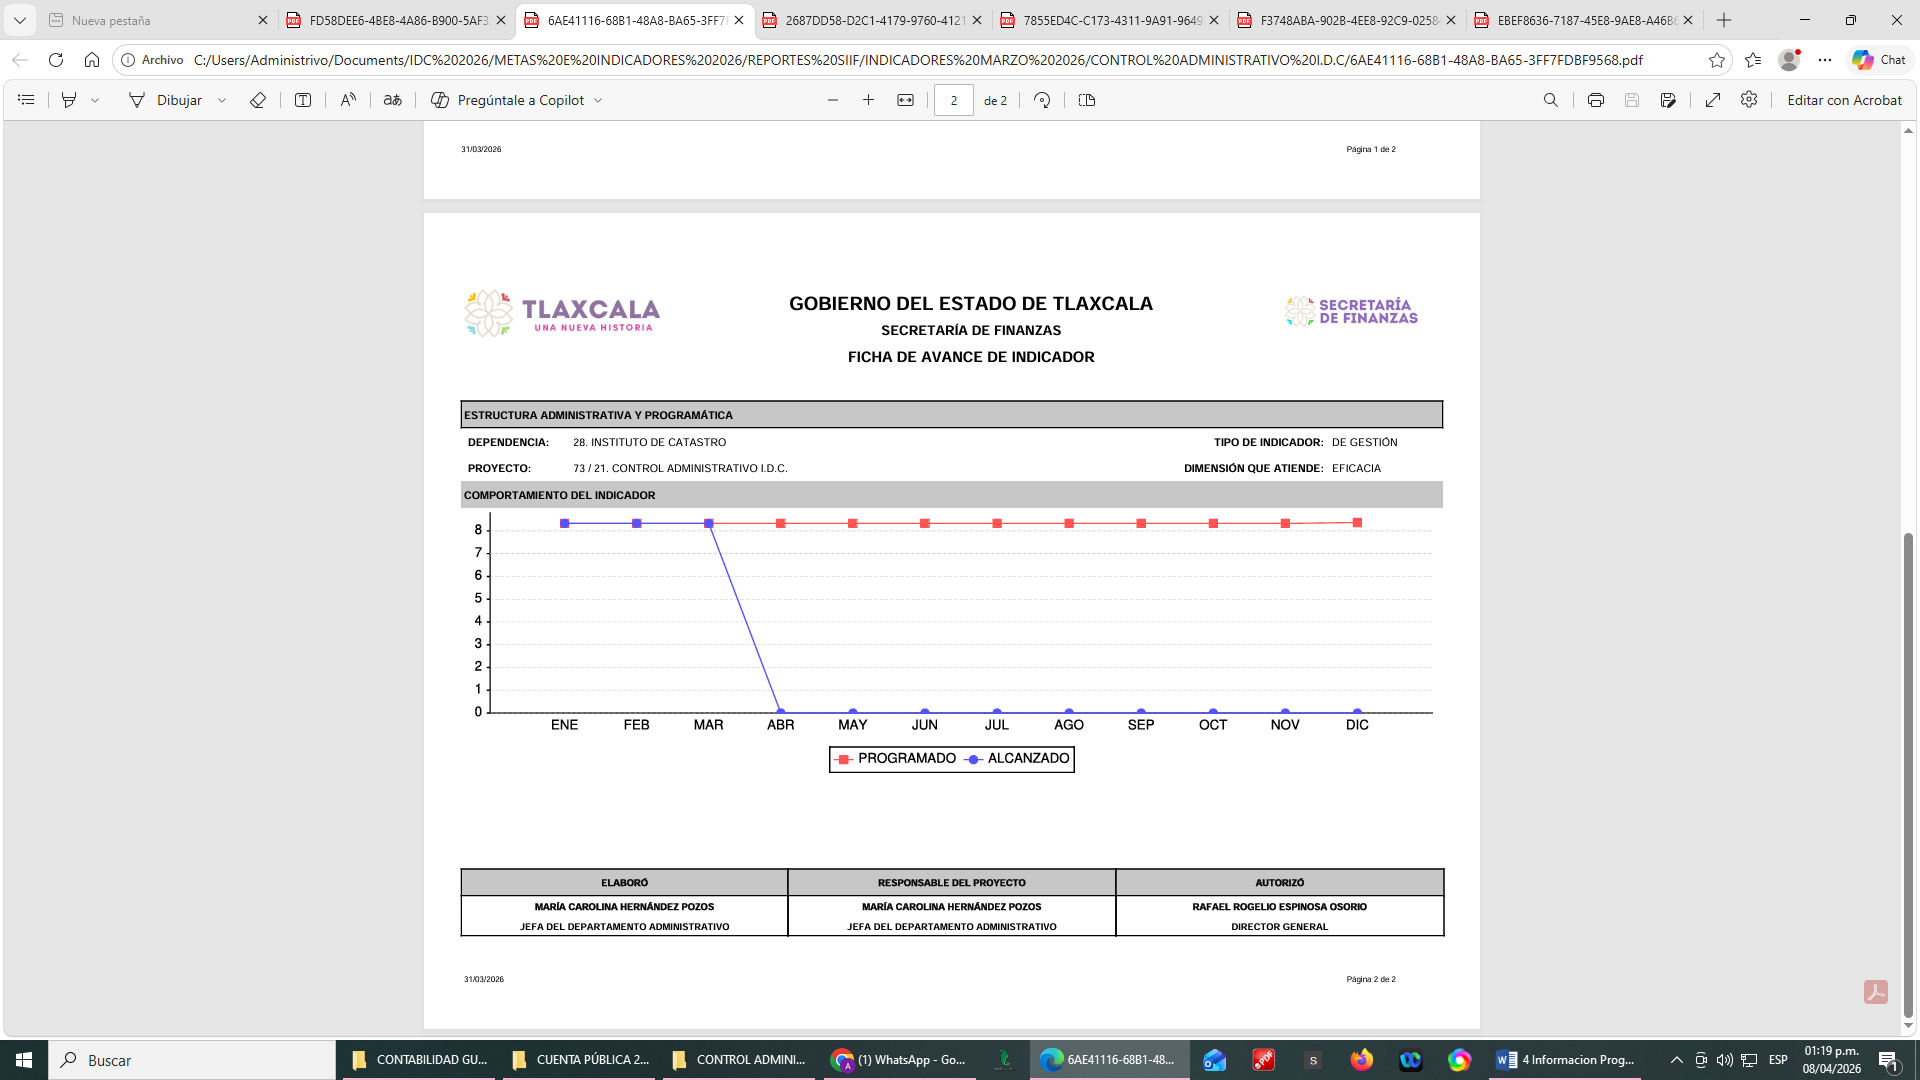 Nueva pestaña
FD58DEE6-4BE8-4A86-B900-5AF3
6AE41116-68B1-48A8-BA65-3FF7
2687DD58-D2C1-4179-9760-4121
7855ED4C-C173-4311-9A91-9649
F3748ABA-902B-4EE8-92C9-0258
EBEF8636-7187-45E8-9AE8-A46B
Archivo C:/Users/Administrivo/Documents/IDC%202026/METAS%20E%20INDICADORES%202026/REPORTES%20SIIF/INDICADORES%20MARZO%202026/CONTROL%20ADMINISTRATIVO%20I.D.C/6AE41116-68B1-48A8-BA65-3FF7FDBF9568.pdf
Chat
Dibujar
Pregúntale a Copilot
2 de 2
Editar con Acrobat
31/03/2026
Página 1 de 2
TLAXCALA
UNA NUEVA HISTORIA
GOBIERNO DEL ESTADO DE TLAXCALA
SECRETARÍA DE FINANZAS
FICHA DE AVANCE DE INDICADOR
SECRETARÍA
DE FINANZAS
ESTRUCTURA ADMINISTRATIVA Y PROGRAMÁTICA
DEPENDENCIA: 28. INSTITUTO DE CATASTRO
TIPO DE INDICADOR: DE GESTIÓN
PROYECTO: 73 / 21. CONTROL ADMINISTRATIVO I.D.C.
DIMENSIÓN QUE ATIENDE: EFICACIA
COMPORTAMIENTO DEL INDICADOR
8
7
6
5
4
3
2
1
0
ENE FEB MAR ABR MAY JUN JUL AGO SEP OCT NOV DIC
PROGRAMADO ALCANZADO
ELABORÓ RESPONSABLE DEL PROYECTO AUTORIZÓ
MARÍA CAROLINA HERNÁNDEZ POZOS MARÍA CAROLINA HERNÁNDEZ POZOS RAFAEL ROGELIO ESPINOSA OSORIO
JEFA DEL DEPARTAMENTO ADMINISTRATIVO JEFA DEL DEPARTAMENTO ADMINISTRATIVO DIRECTOR GENERAL
31/03/2026
Página 2 de 2
Buscar
CONTABILIDAD GU...
CUENTA PÚBLICA 2...
CONTROL ADMINI...
(1) WhatsApp - Go...
6AE41116-68B1-48...
4 Informacion Prog...
ESP
01:19 p.m.
08/04/2026
1